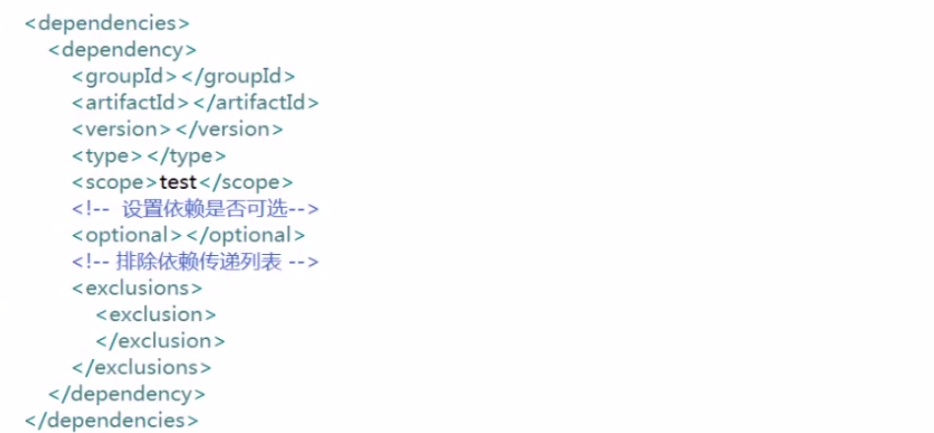 <dependencies>
<dependency>
<groupId></groupId>
<artifactId></artifactId>
<version></version>
<type></type>
<scope>test</scope>
<!-- 设置依赖是否可选-->
<optional></optional>
<!-- 排除依赖传递列表 -->
<exclusions>
<exclusion>
</exclusion>
</exclusions>
</dependency>
</dependencies>